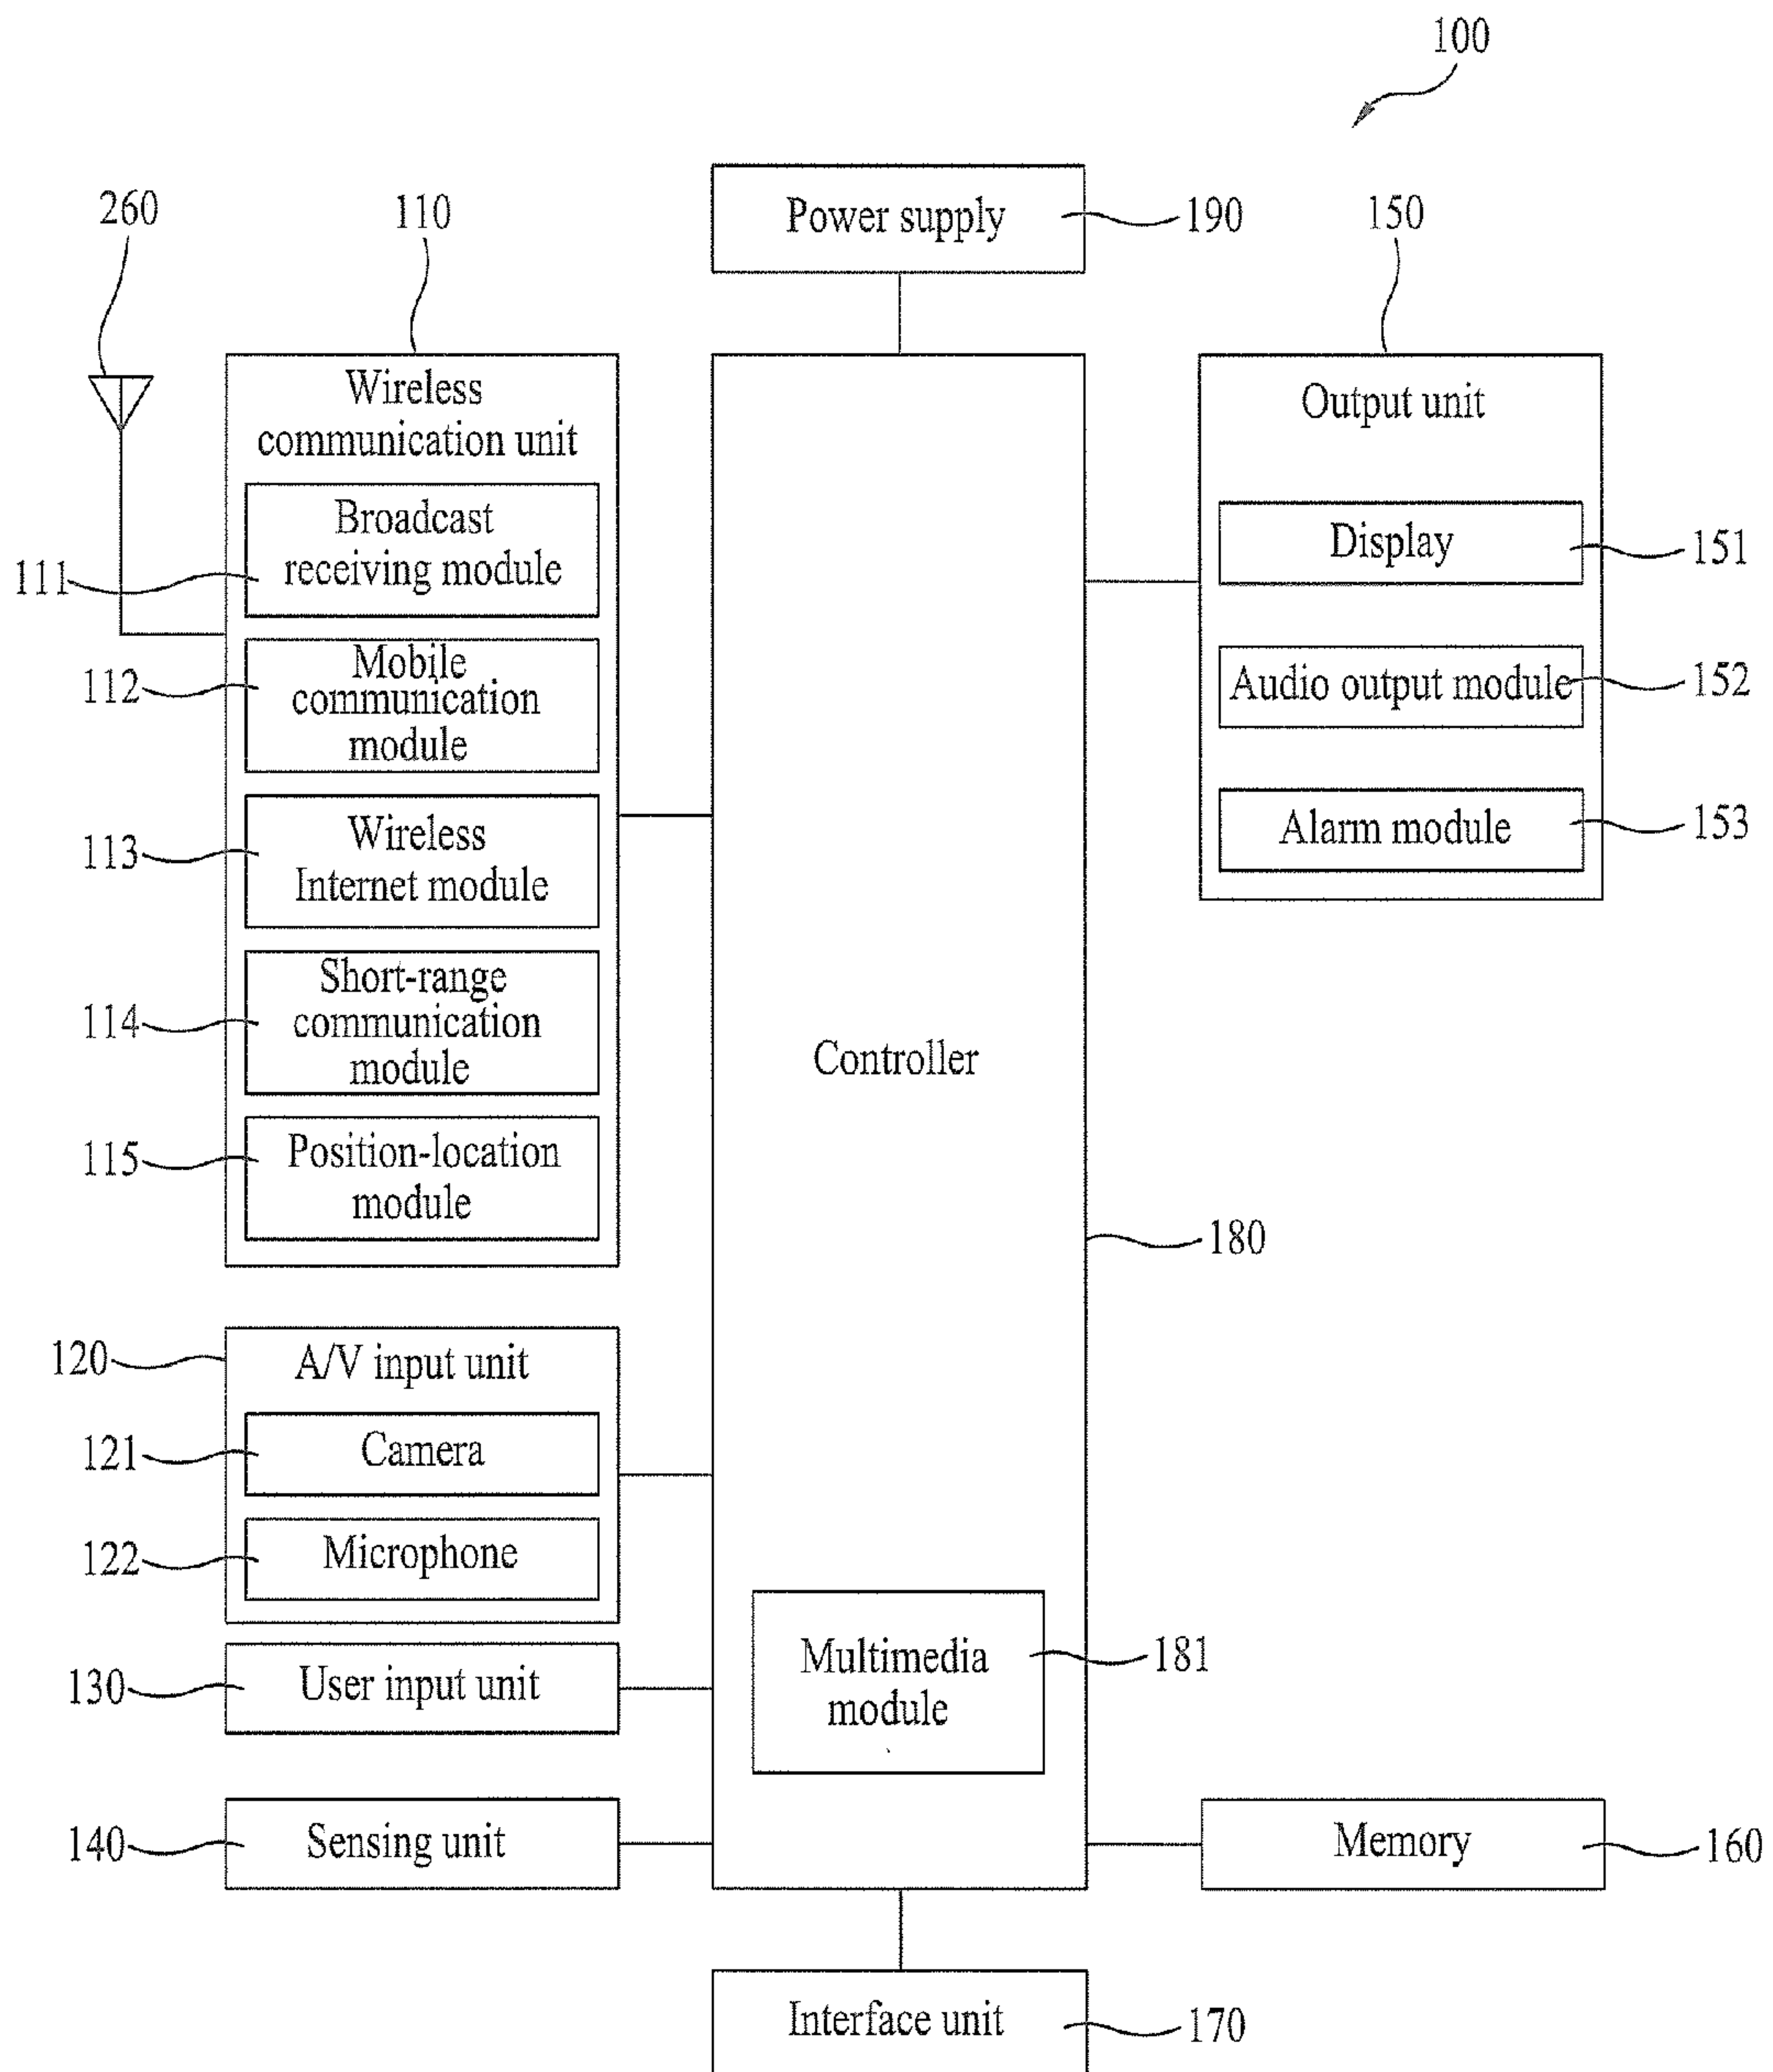 100
260
110
Power supply
190
150
Wireless
communication unit
Output unit
Broadcast
receiving module
111
Display
151
Mobile
communication
module
112
Audio output module
152
Wireless
Internet module
113
Alarm module
153
Short-range
communication
module
114
Controller
Position-location
module
115
180
120
A/V input unit
121
Camera
122
Microphone
130
User input unit
Multimedia
module
181
140
Sensing unit
Memory
160
Interface unit
170